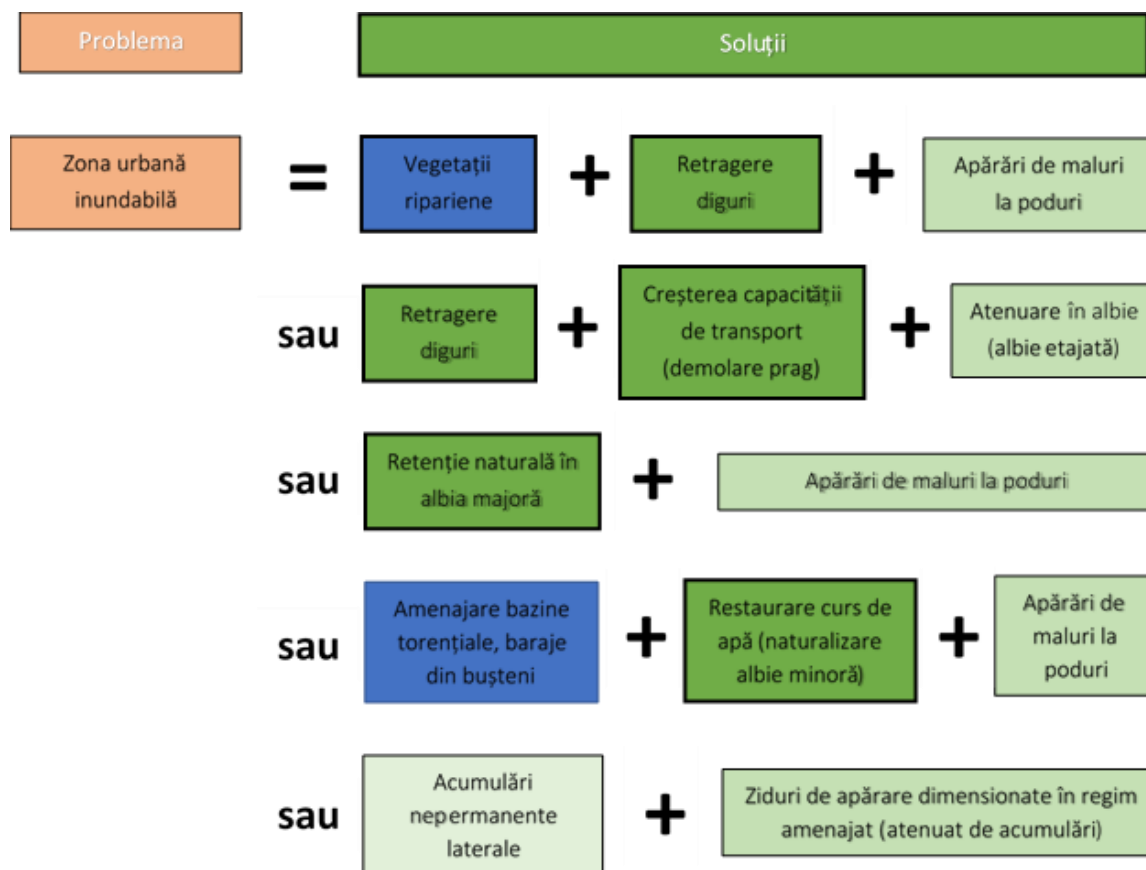 Problema
Soluții
Zona urbană
inundabilă
=
Vegetații
ripariene
+
Retragere
diguri
+
Apărări de maluri
la poduri
sau
Retragere
diguri
+
Creșterea capacității
de transport
(demolare prag)
+
Atenuare în albie
(albie etajată)
sau
Retenție naturală în
albia majoră
+
Apărări de maluri la poduri
sau
Amenajare bazine
torențiale, baraje
din bușteni
+
Restaurare curs de
apă (naturalizare
albie minoră)
+
Apărări de
maluri la
poduri
sau
Acumulări
nepermanente
laterale
+
Ziduri de apărare dimensionate în regim
amenajat (atenuat de acumulări)